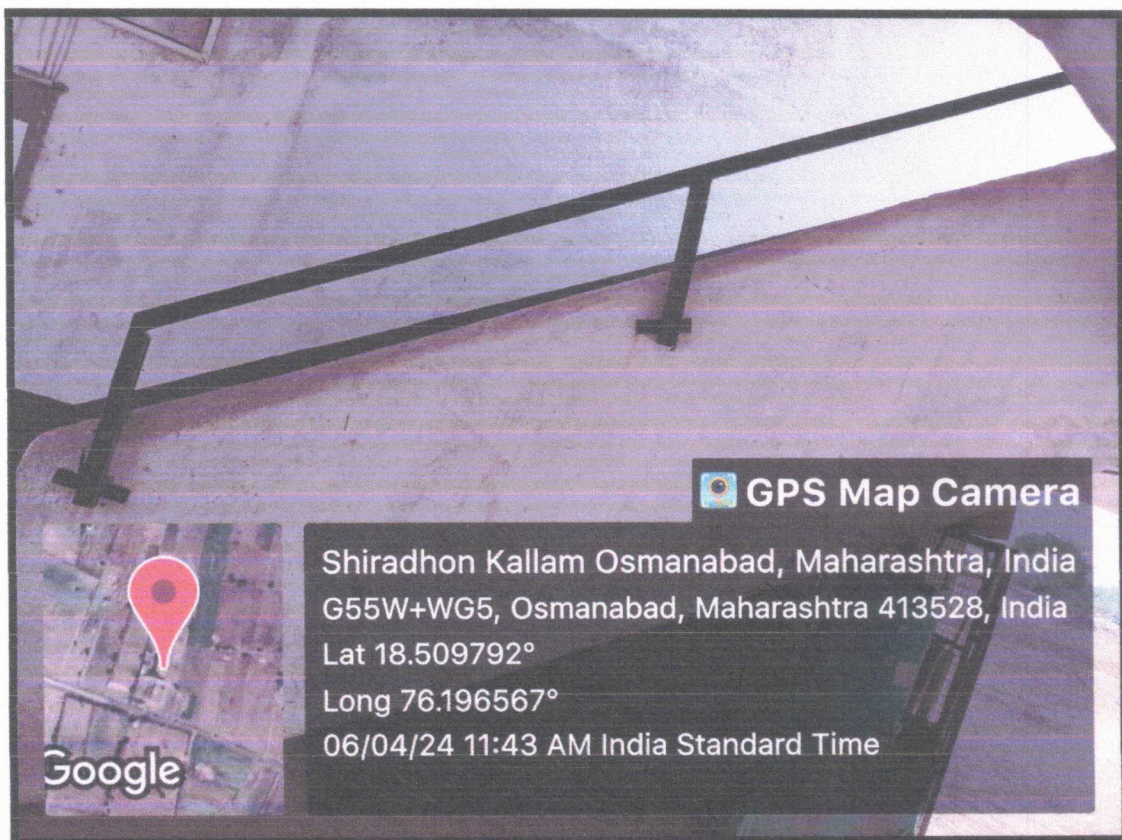 GPS Map Camera
Shiradhon Kallam Osmanabad, Maharashtra, India
G55W+WG5, Osmanabad, Maharashtra 413528, India
Lat 18.509792°
Long 76.196567°
06/04/24 11:43 AM India Standard Time
Google